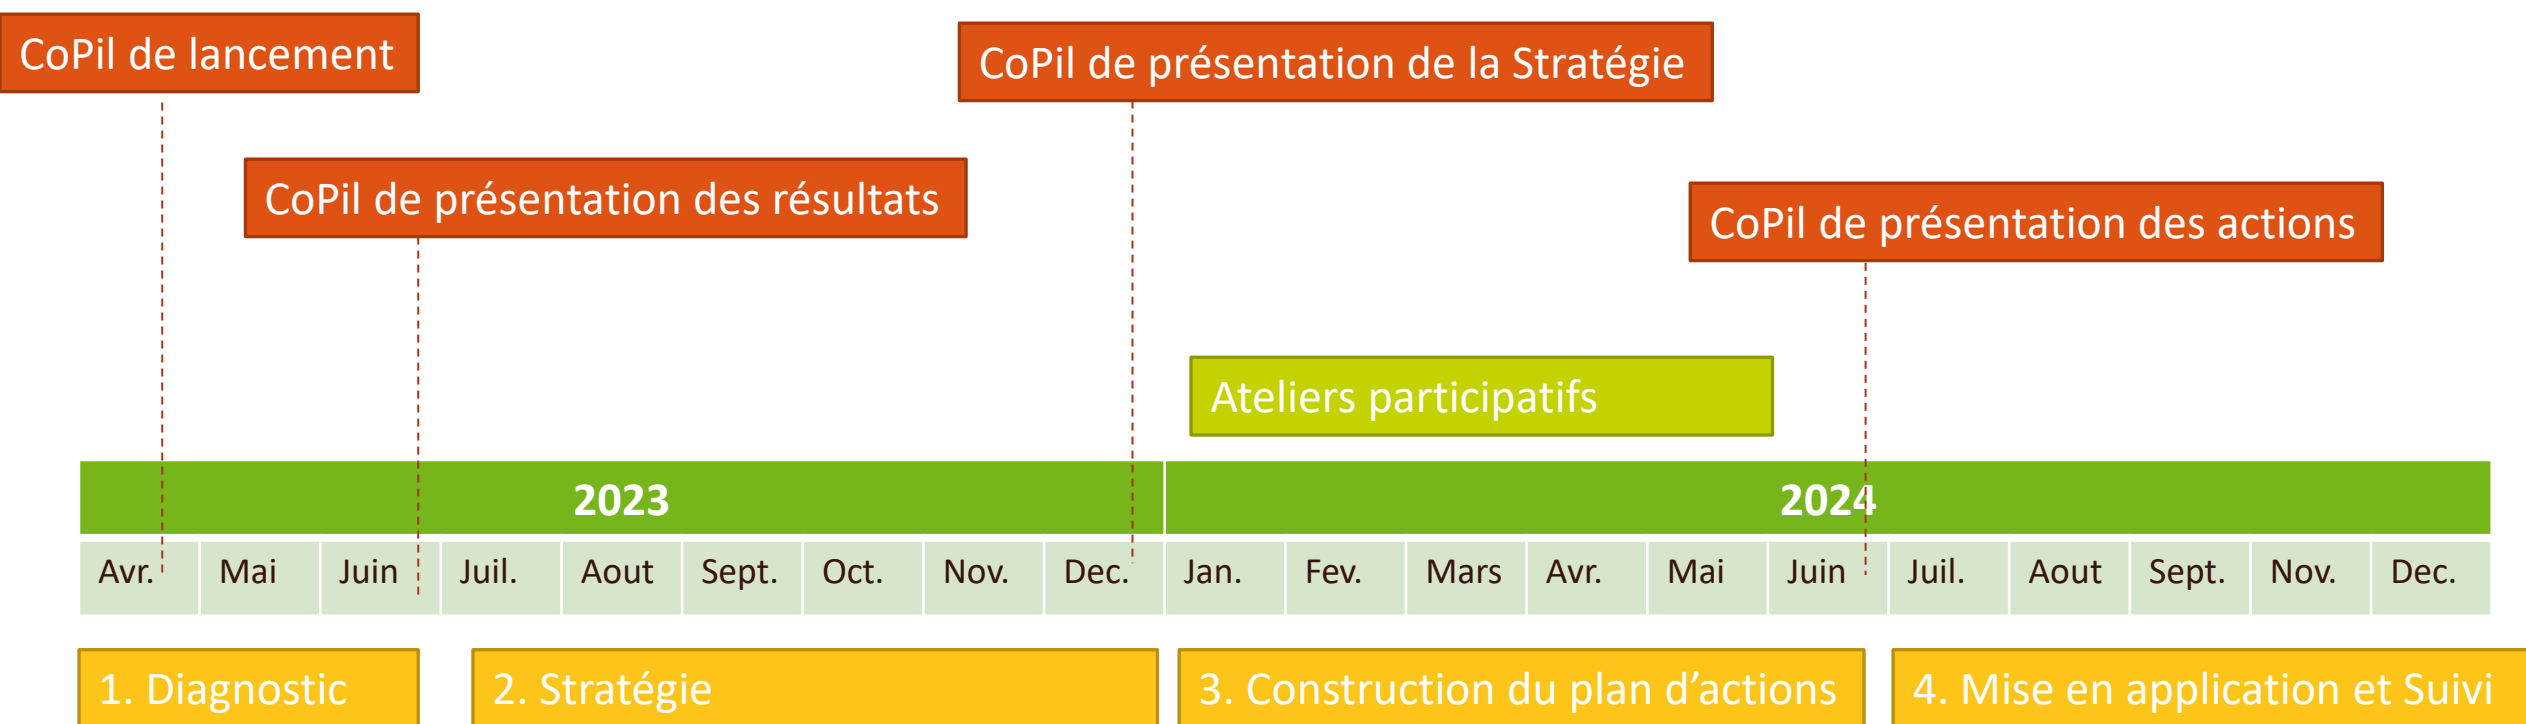 CoPil de lancement
CoPil de présentation de la Stratégie
CoPil de présentation des résultats
CoPil de présentation des actions
Ateliers participatifs
2023 2024
Avr. Mai Juin Juil. Aout Sept. Oct. Nov. Dec. Jan. Fev. Mars Avr. Mai Juin Juil. Aout Sept. Nov. Dec.
1. Diagnostic
2. Stratégie
3. Construction du plan d’actions
4. Mise en application et Suivi